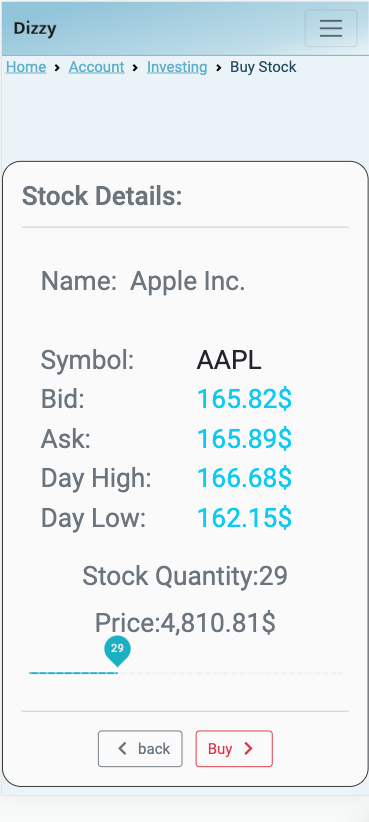 Dizzy
Home > Account > Investing > Buy Stock
Stock Details:
Name: Apple Inc.
Symbol: AAPL
Bid: 165.82$
Ask: 165.89$
Day High: 166.68$
Day Low: 162.15$
Stock Quantity:29
Price:4,810.81$
29
back
Buy